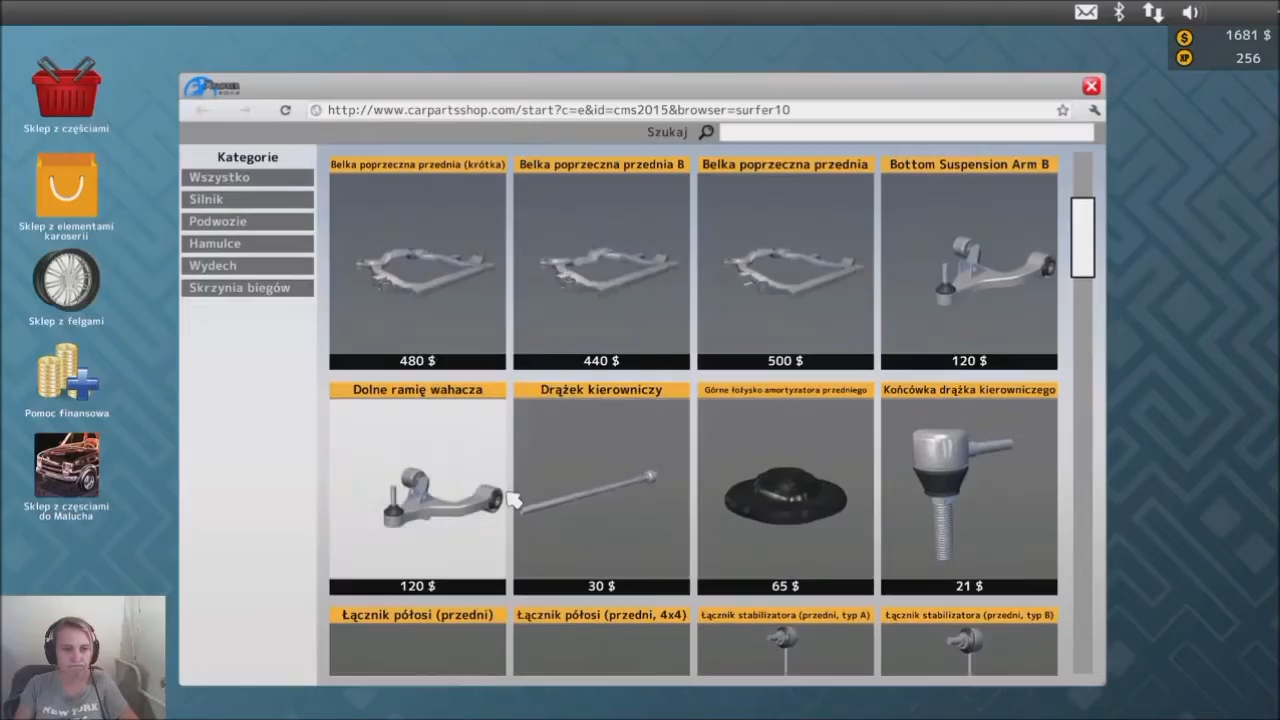 1681 $
256
http://www.carpartsshop.com/start?c=e&id=cms2015&browser=surfer10
Szukaj
Sklep z częściami
Sklep z elementami
karoserii
Sklep z felgami
Pomoc finansowa
Sklep z częsciami
do Malucha
Kategorie
Wszystko
Silnik
Podwozie
Hamulce
Wydech
Skrzynia biegów
Belka poprzeczna przednia (krótka)
480 $
Belka poprzeczna przednia B
440 $
Belka poprzeczna przednia
500 $
Bottom Suspension Arm B
120 $
Dolne ramię wahacza
120 $
Drążek kierowniczy
30 $
Górne łożysko amortyzatora przedniego
65 $
Końcówka drążka kierowniczego
21 $
Łącznik półosi (przedni)
Łącznik półosi (przedni, 4x4)
Łącznik stabilizatora (przedni, typ A)
Łącznik stabilizatora (przedni, typ B)
NEW YORK